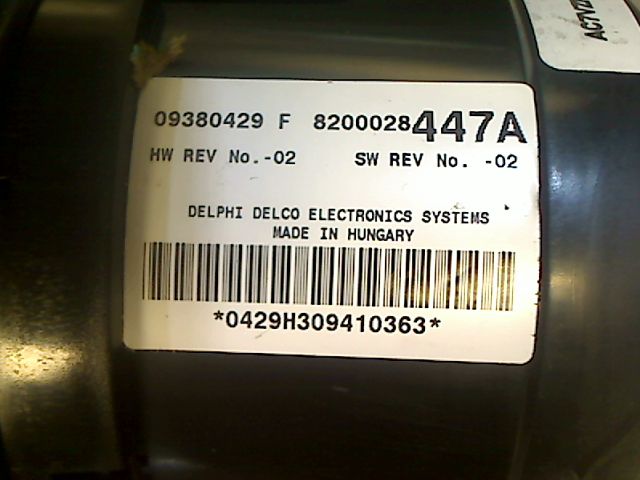 09380429 F 8200028447A
HW REV No.-02 SW REV No. -02
DELPHI DELCO ELECTRONICS SYSTEMS
MADE IN HUNGARY
*0429H309410363*